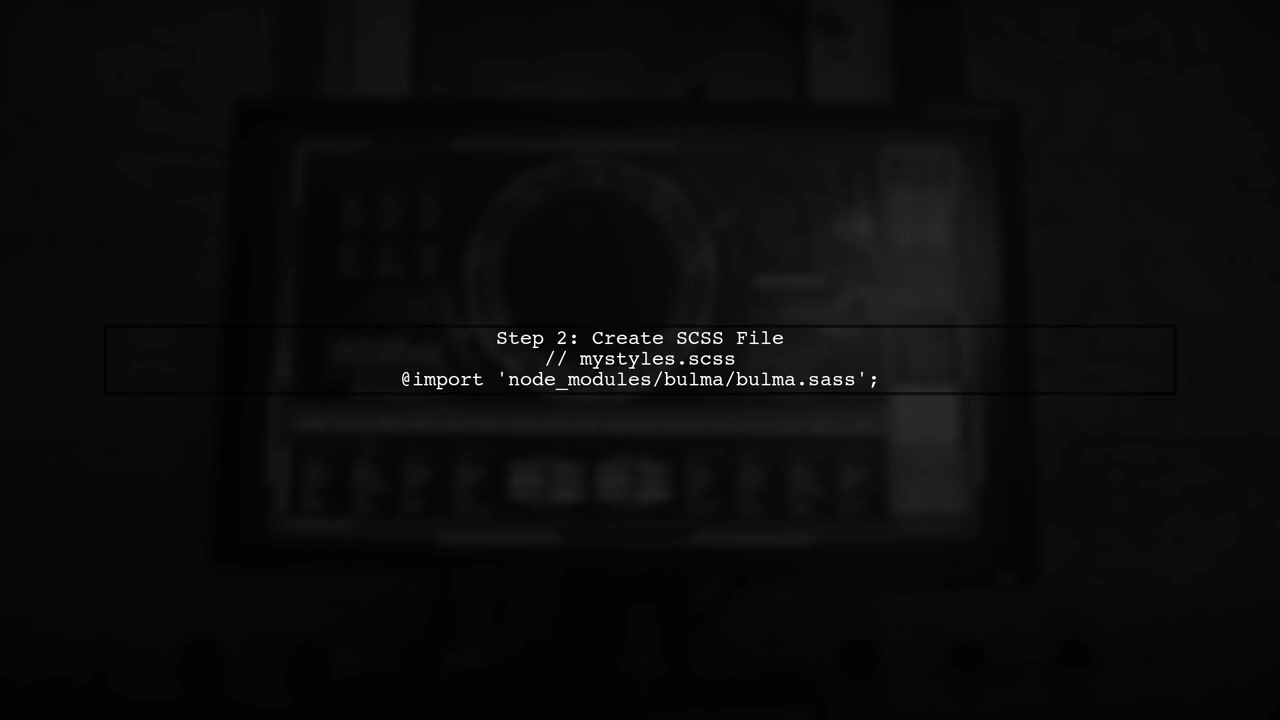 Step 2: Create SCSS File
// mystyles.scss
@import 'node_modules/bulma/bulma.sass';